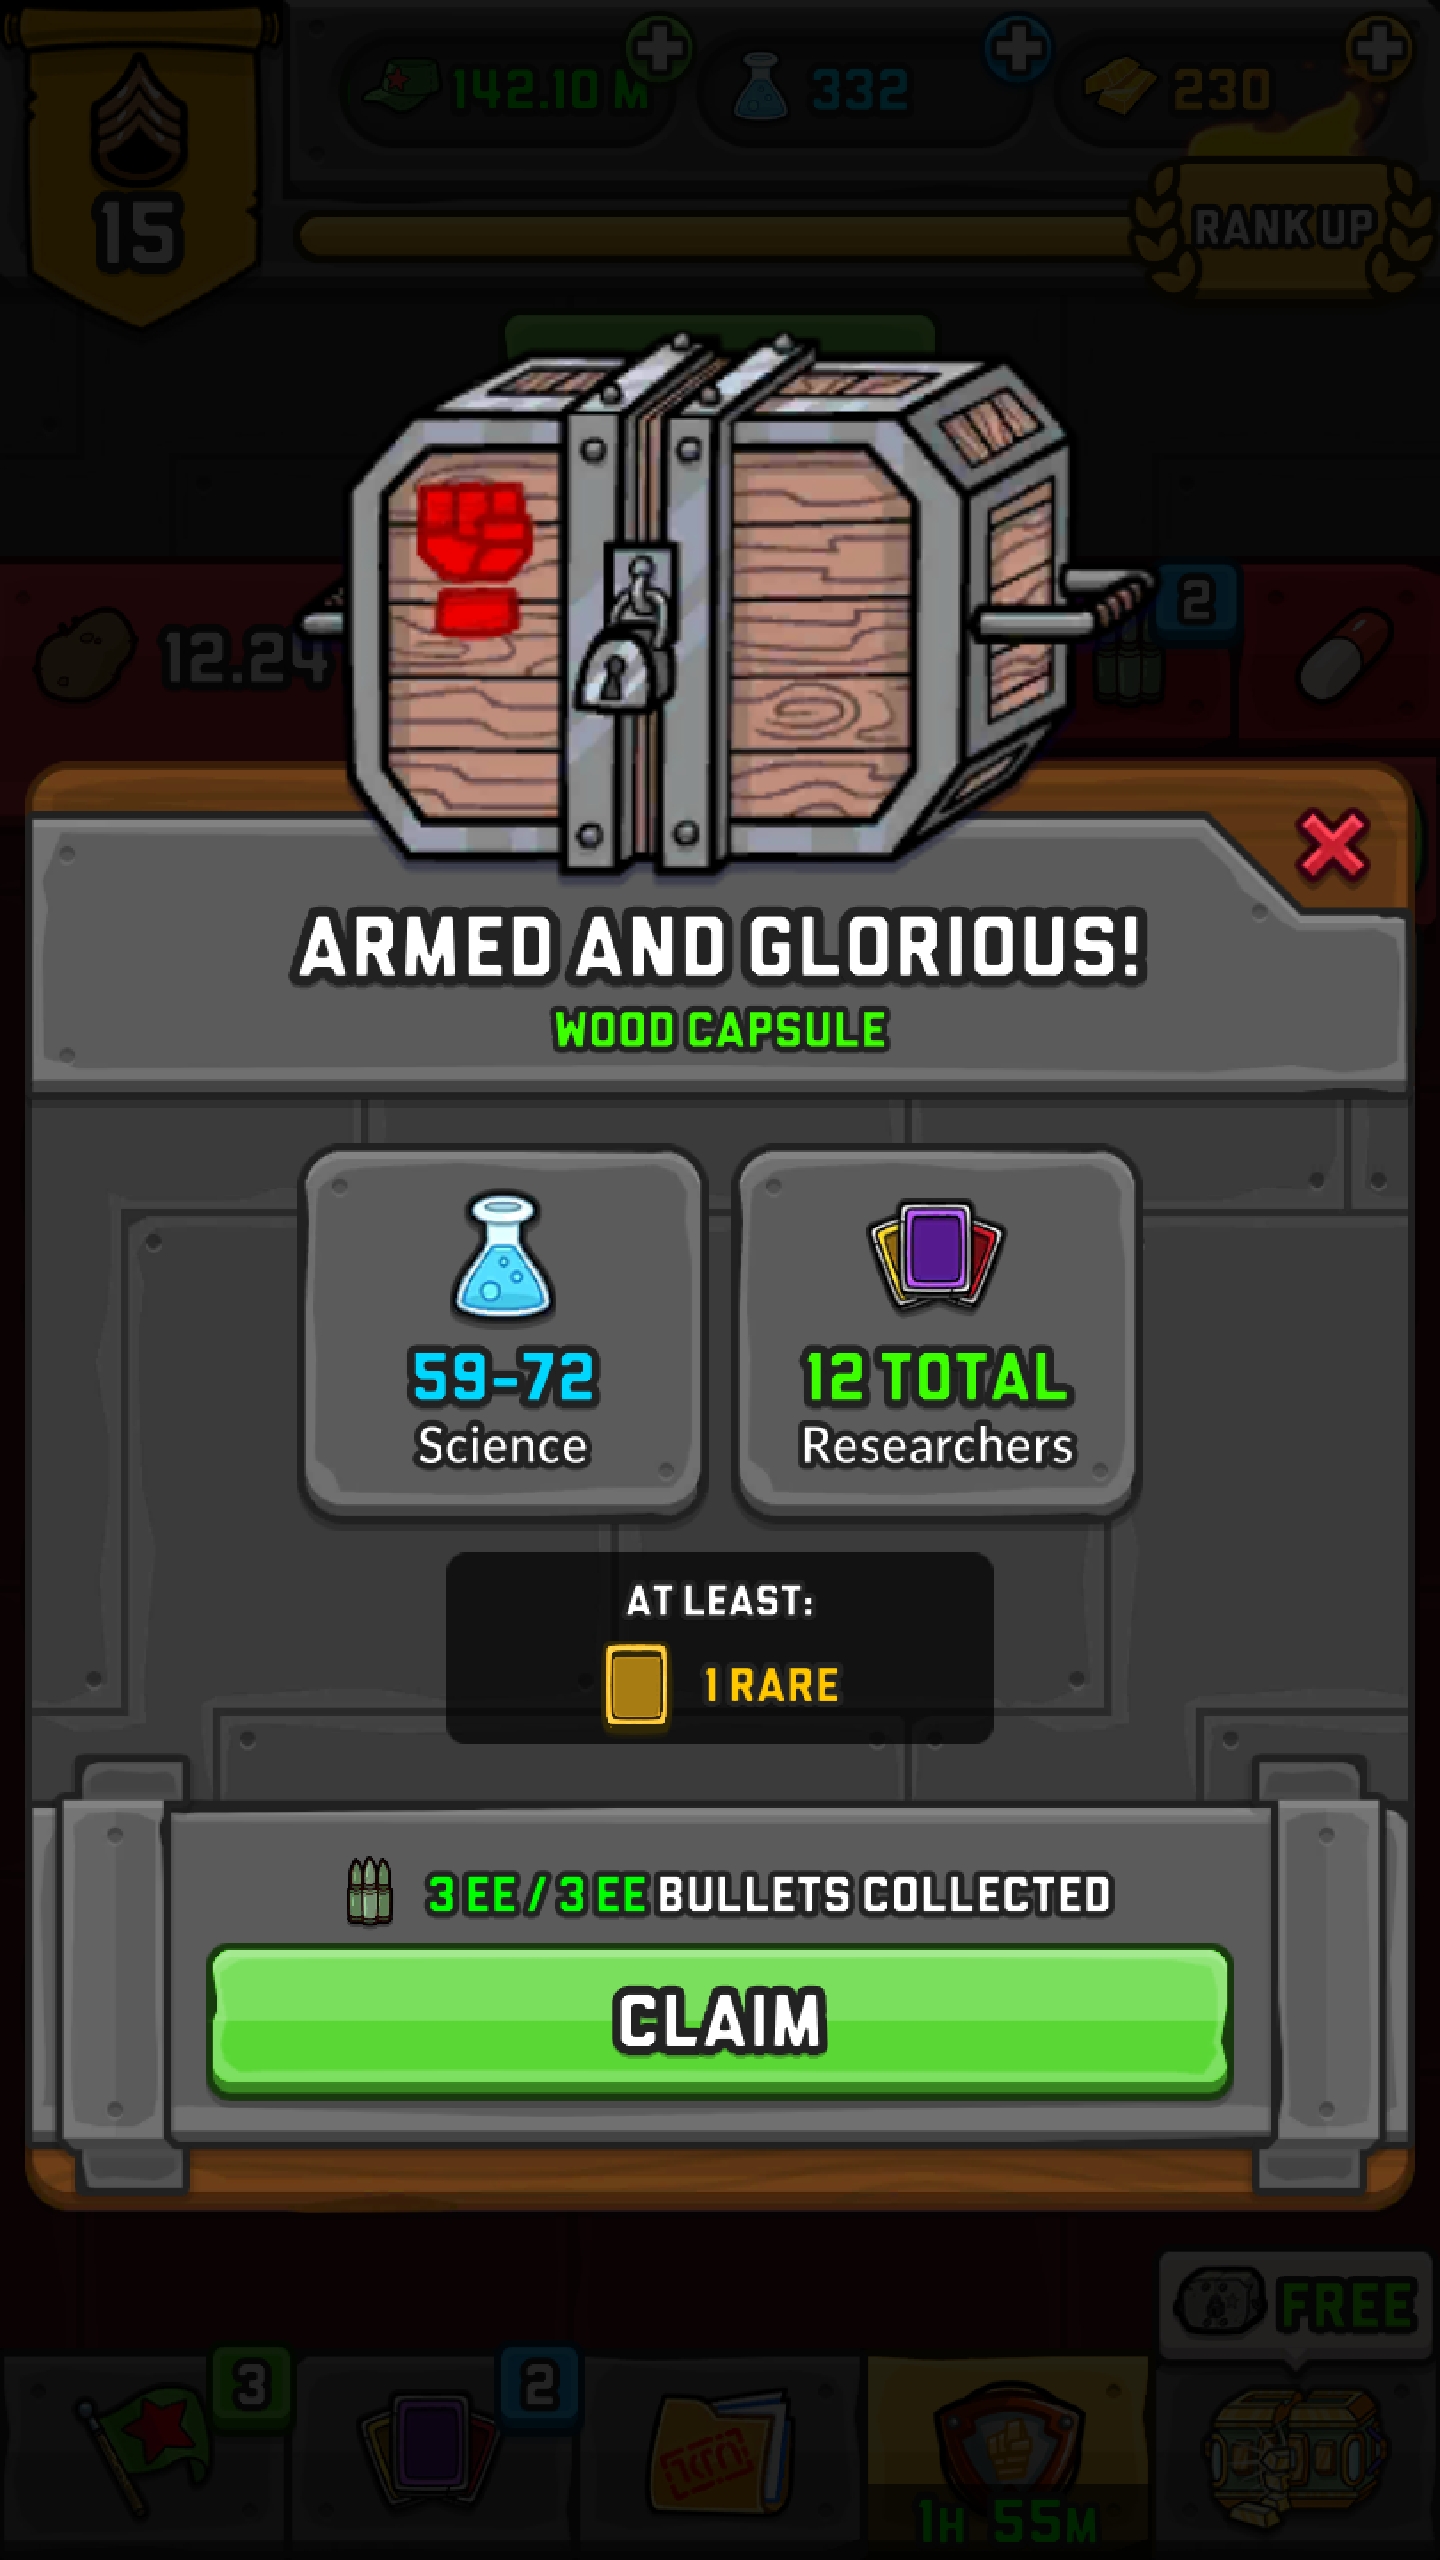 142.10 M
332
230
15
RANK UP
12.24
2
ARMED AND GLORIOUS!
WOOD CAPSULE
59-72
Science
12 TOTAL
Researchers
AT LEAST:
1 RARE
3 EE / 3 EE BULLETS COLLECTED
CLAIM
FREE
3
2
1H 55M